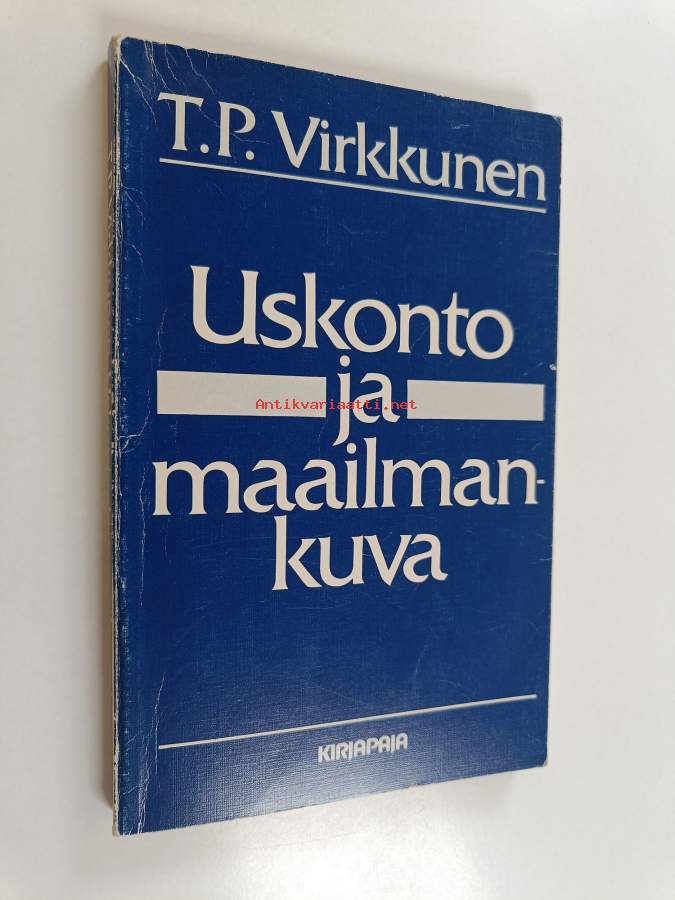 T.P. Virkkunen
Uskonto
ja
Antikvariaatti.net
maailman-
kuva
KIRJAPAJA